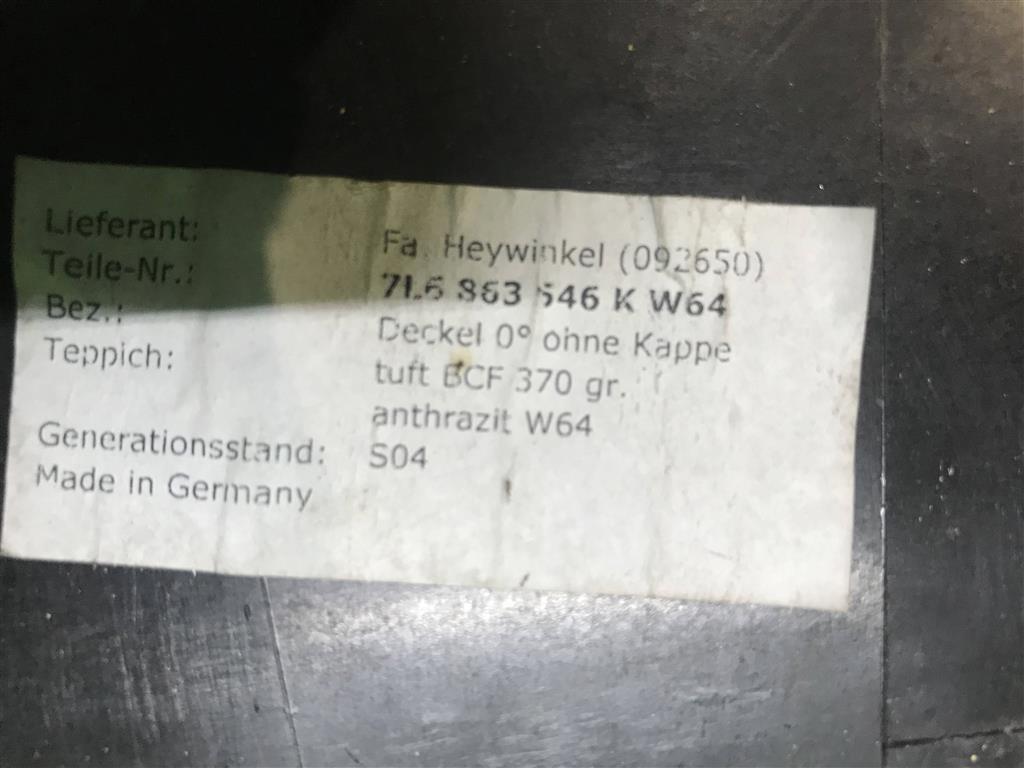 Lieferant: Fa. Heywinkel (092650)
Teile-Nr.: 7L6 863 546 K W64
Bez.: Deckel 0° ohne Kappe
Teppich: tuft BCF 370 gr.
anthrazit W64
Generationsstand: S04
Made in Germany